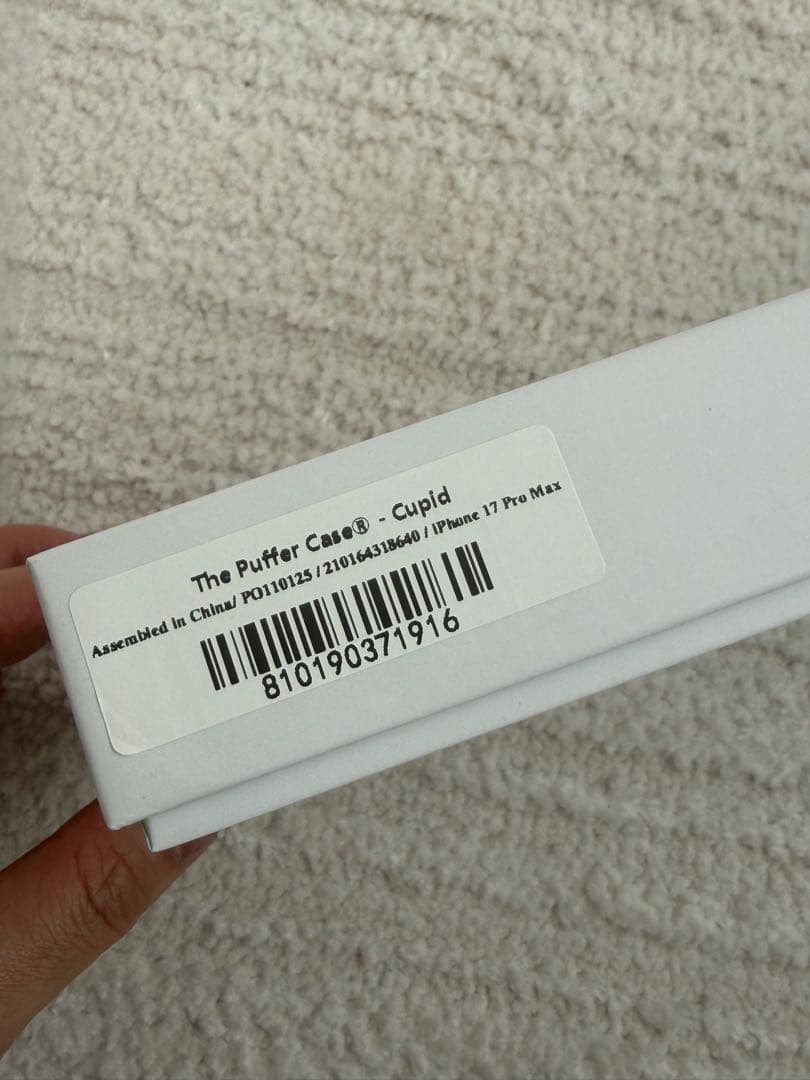 The Puffer Case® - Cupid
Assembled in China/ PO110125 / 210164318640 / iPhone 17 Pro Max
810190371916